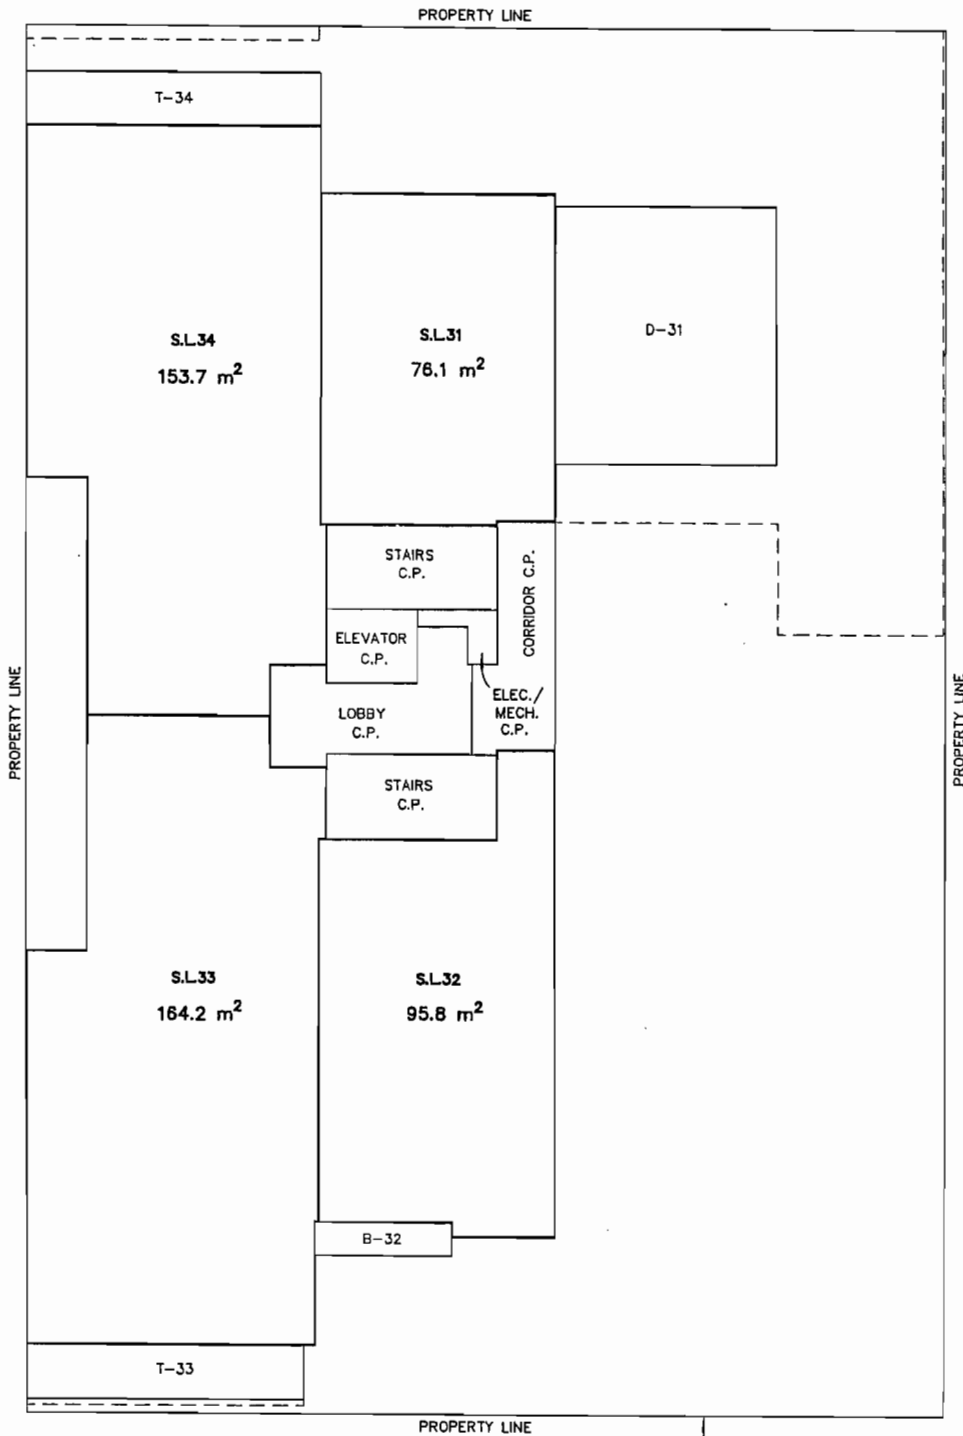 PROPERTY LINE
T-34
S.L.34
153.7 m²
S.L.31
76.1 m²
D-31
STAIRS
C.P.
CORRIDOR C.P.
ELEVATOR
C.P.
ELEC./
MECH.
C.P.
LOBBY
C.P.
PROPERTY LINE
PROPERTY LINE
STAIRS
C.P.
S.L.33
164.2 m²
S.L.32
95.8 m²
B-32
T-33
PROPERTY LINE